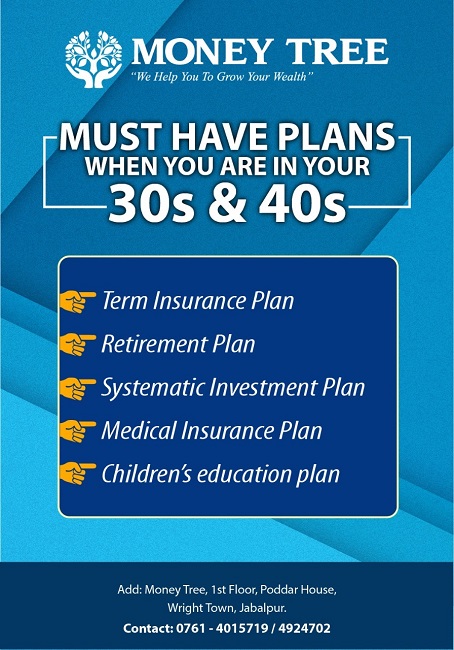 MONEY TREE
“We Help You To Grow Your Wealth”
MUST HAVE PLANS
WHEN YOU ARE IN YOUR
30s & 40s
Term Insurance Plan
Retirement Plan
Systematic Investment Plan
Medical Insurance Plan
Children’s education plan
Add: Money Tree, 1st Floor, Poddar House,
Wright Town, Jabalpur.
Contact: 0761 - 4015719 / 4924702